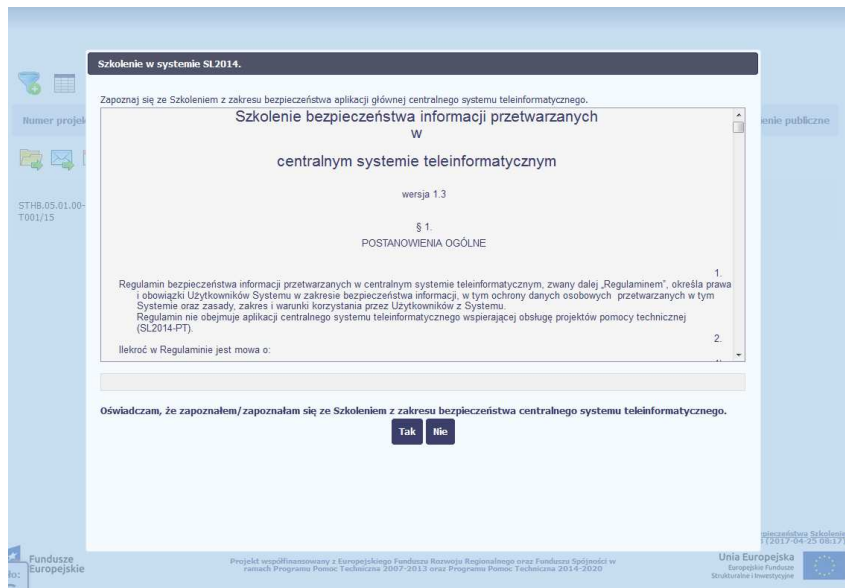 Szkolenie w systemie SL2014.
Zapoznaj się ze Szkoleniem z zakresu bezpieczeństwa aplikacji głównej centralnego systemu teleinformatycznego.
Szkolenie bezpieczeństwa informacji przetwarzanych
w
centralnym systemie teleinformatycznym
wersja 1.3
§ 1.
POSTANOWIENIA OGÓLNE
1.
Regulamin bezpieczeństwa informacji przetwarzanych w centralnym systemie teleinformatycznym, zwany dalej „Regulaminem”, określa prawa
i obowiązki Użytkowników Systemu w zakresie bezpieczeństwa informacji, w tym ochrony danych osobowych przetwarzanych w tym
Systemie oraz zasady, zakres i warunki korzystania przez Użytkowników z Systemu.
Regulamin nie obejmuje aplikacji centralnego systemu teleinformatycznego wspierającej obsługę projektów pomocy technicznej
(SL2014-PT).
2.
Ilekroć w Regulaminie jest mowa o:
Oświadczam, że zapoznałem/zapoznałam się ze Szkoleniem z zakresu bezpieczeństwa centralnego systemu teleinformatycznego.
Tak Nie
Numer projek
enie publiczne
STHB.05.01.00-
T001/15
Szkolenie
[2017-04-25 08:17]
Fundusze
Europejskie
Projekt współfinansowany z Europejskiego Funduszu Rozwoju Regionalnego oraz Funduszu Spójności w
ramach Programu Pomoc Techniczna 2007-2013 oraz Programu Pomoc Techniczna 2014-2020
Unia Europejska
Europejskie Fundusze
Strukturalne i Inwestycyjne